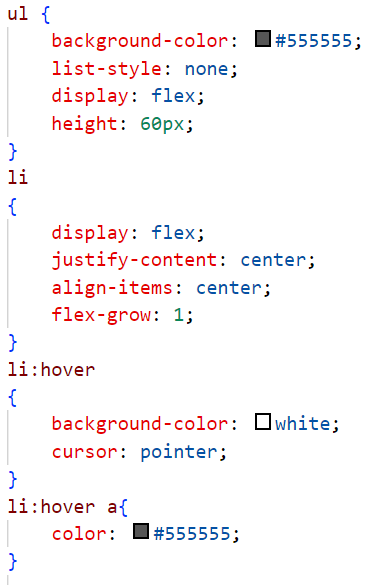 ul {
    background-color: #555555;
    list-style: none;
    display: flex;
    height: 60px;
}
li
{
    display: flex;
    justify-content: center;
    align-items: center;
    flex-grow: 1;
}
li:hover
{
    background-color: white;
    cursor: pointer;
}
li:hover a{
    color: #555555;
}